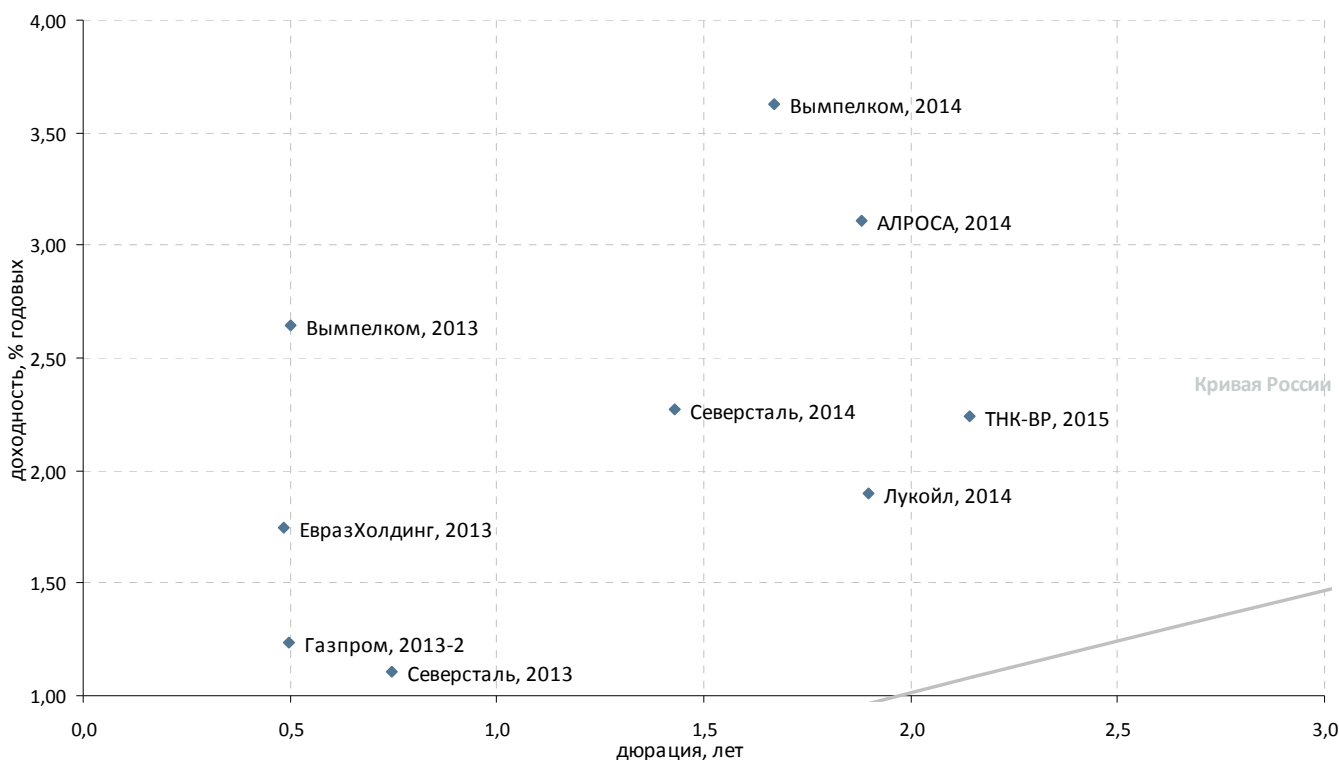 4,00
Вымпелком, 2014
3,50
АЛРОСА, 2014
3,00
доходность, % годовых
Вымпелком, 2013
2,50
Кривая России
Северсталь, 2014
ТНК-ВР, 2015
2,00
Лукойл, 2014
ЕвразХолдинг, 2013
1,50
Газпром, 2013-2
Северсталь, 2013
1,00
0,0 0,5 1,0 1,5 2,0 2,5 3,0
дюрация, лет